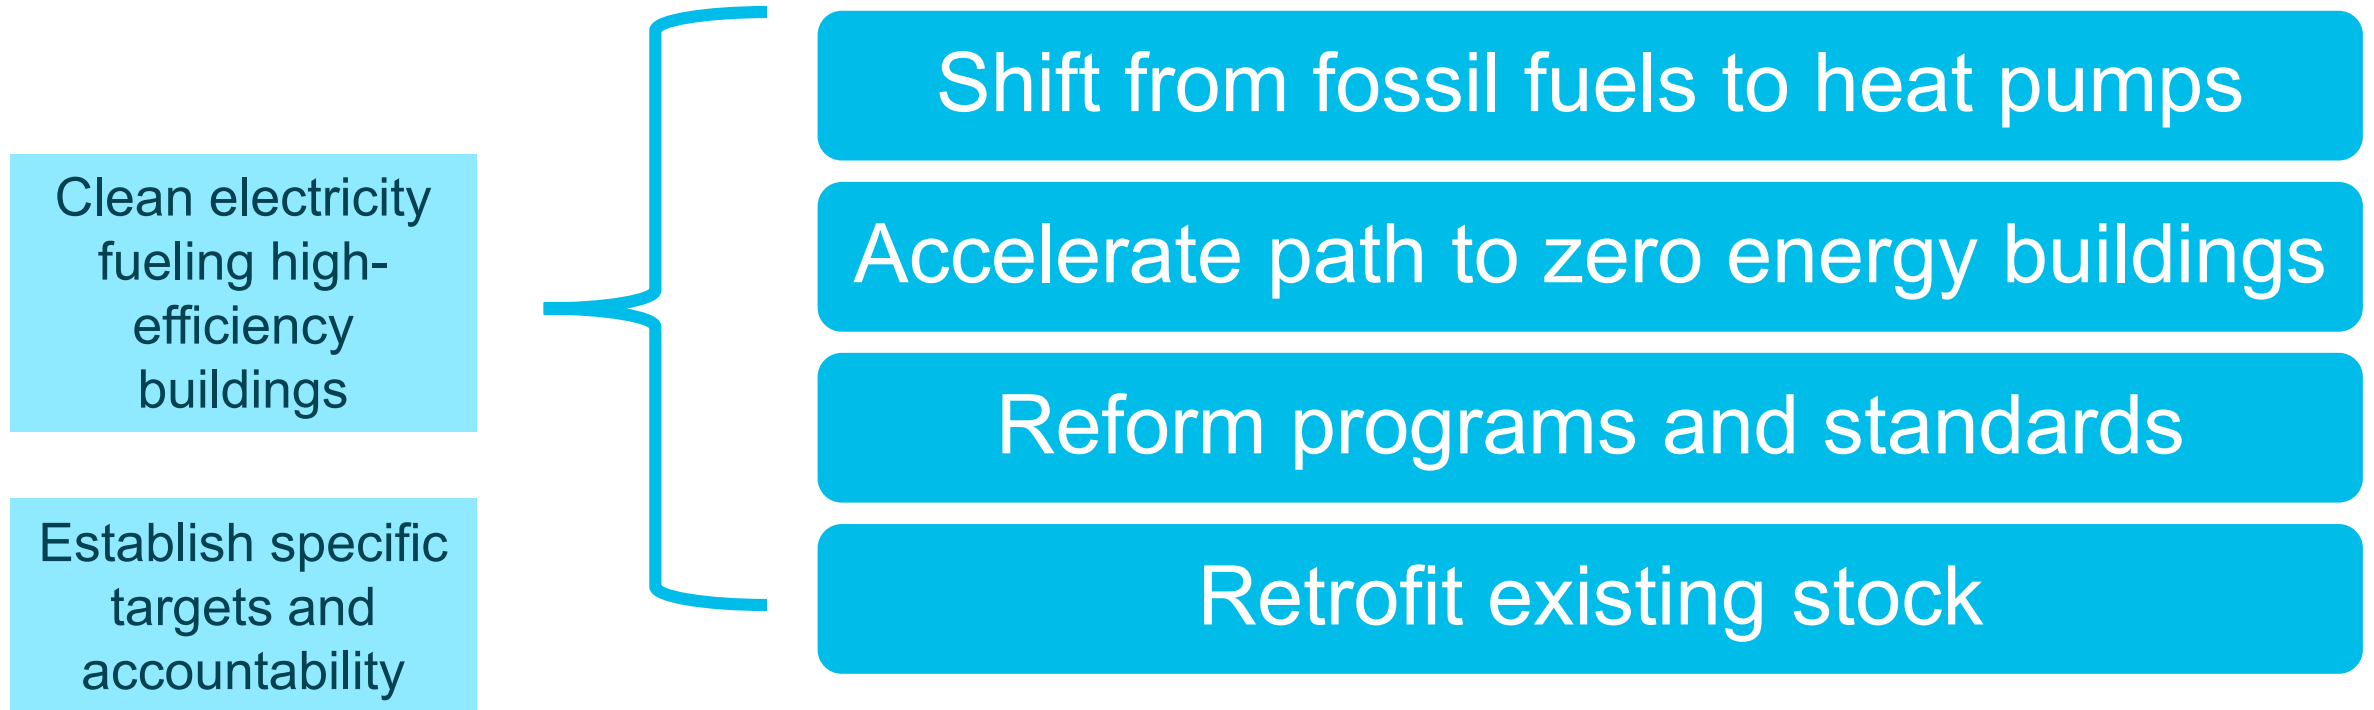 Clean electricity
fueling high-
efficiency
buildings
Establish specific
targets and
accountability
Shift from fossil fuels to heat pumps
Accelerate path to zero energy buildings
Reform programs and standards
Retrofit existing stock